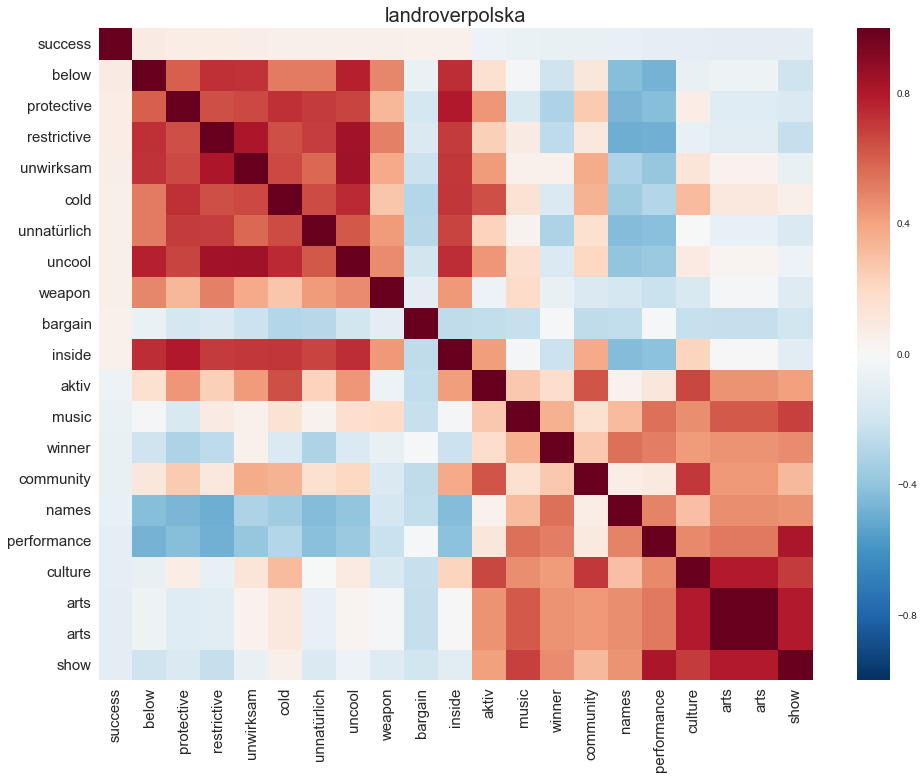 landroverpolska
success
below
protective
restrictive
unwirksam
cold
unnatürlich
uncool
weapon
bargain
inside
aktiv
music
winner
community
names
performance
culture
arts
arts
show
success
below
protective
restrictive
unwirksam
cold
unnatürlich
uncool
weapon
bargain
inside
aktiv
music
winner
community
names
performance
culture
arts
arts
show
0.8
0.4
0.0
−0.4
−0.8